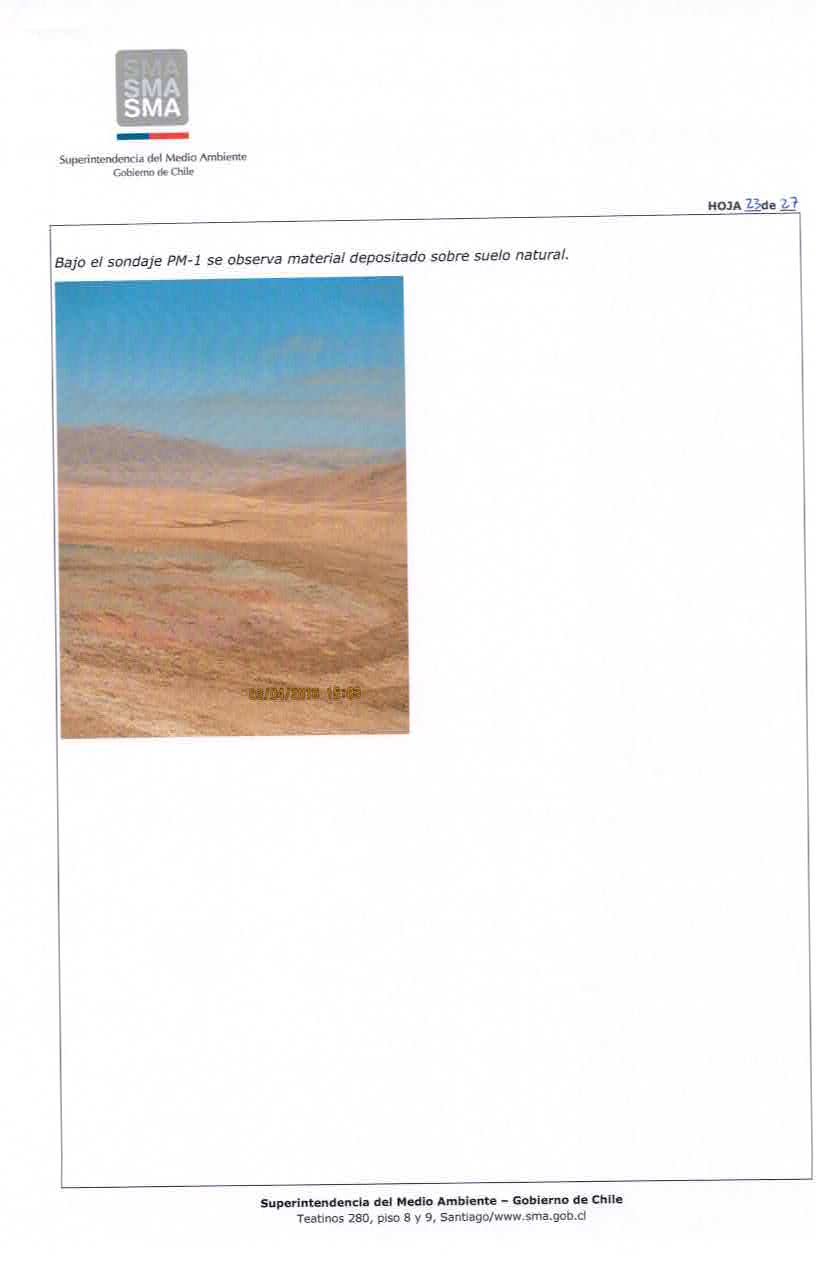 SMA
SMA
SMA
Superintendencia del Medio Ambiente
Gobierno de Chile
HOJA 23 de 27
Bajo el sondaje PM-1 se observa material depositado sobre suelo natural.
Superintendencia del Medio Ambiente – Gobierno de Chile
Teatinos 280, piso 8 y 9, Santiago/www.sma.gob.cl